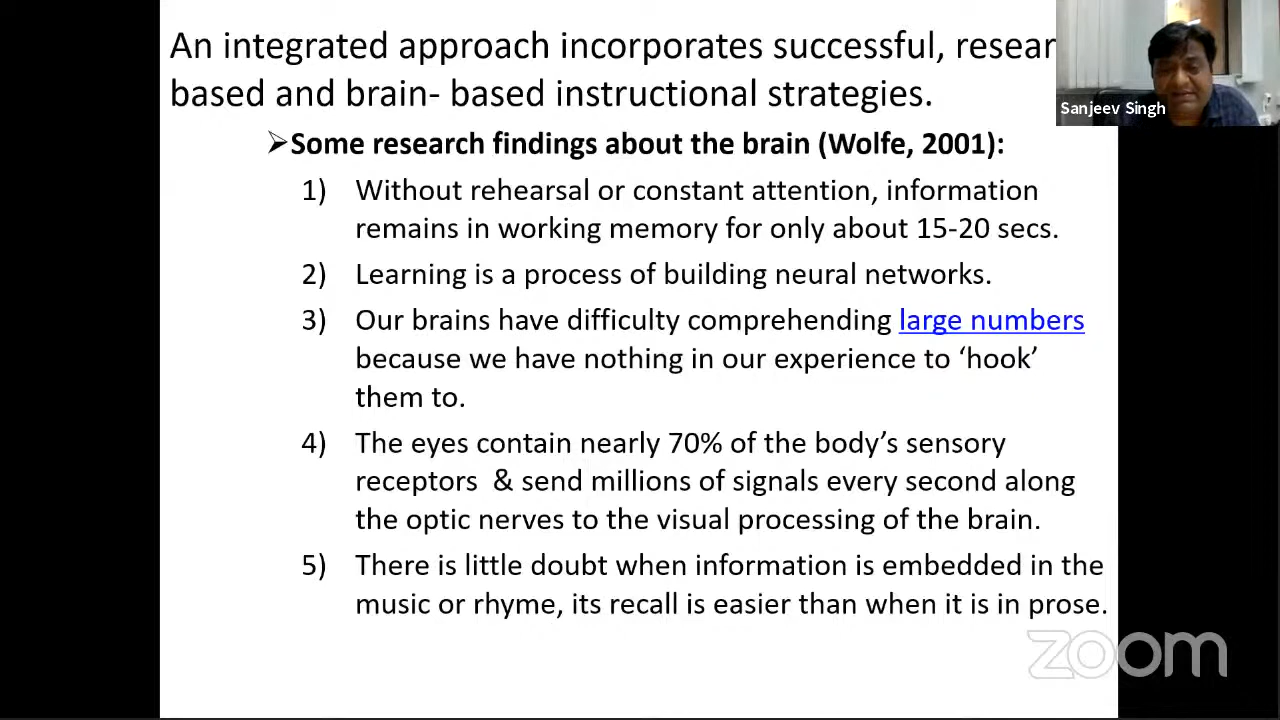 An integrated approach incorporates successful, resear
based and brain- based instructional strategies.
➢Some research findings about the brain (Wolfe, 2001):
1) Without rehearsal or constant attention, information
remains in working memory for only about 15-20 secs.
2) Learning is a process of building neural networks.
3) Our brains have difficulty comprehending large numbers
because we have nothing in our experience to ‘hook’
them to.
4) The eyes contain nearly 70% of the body’s sensory
receptors & send millions of signals every second along
the optic nerves to the visual processing of the brain.
5) There is little doubt when information is embedded in the
music or rhyme, its recall is easier than when it is in prose.
Sanjeev Singh
zoom